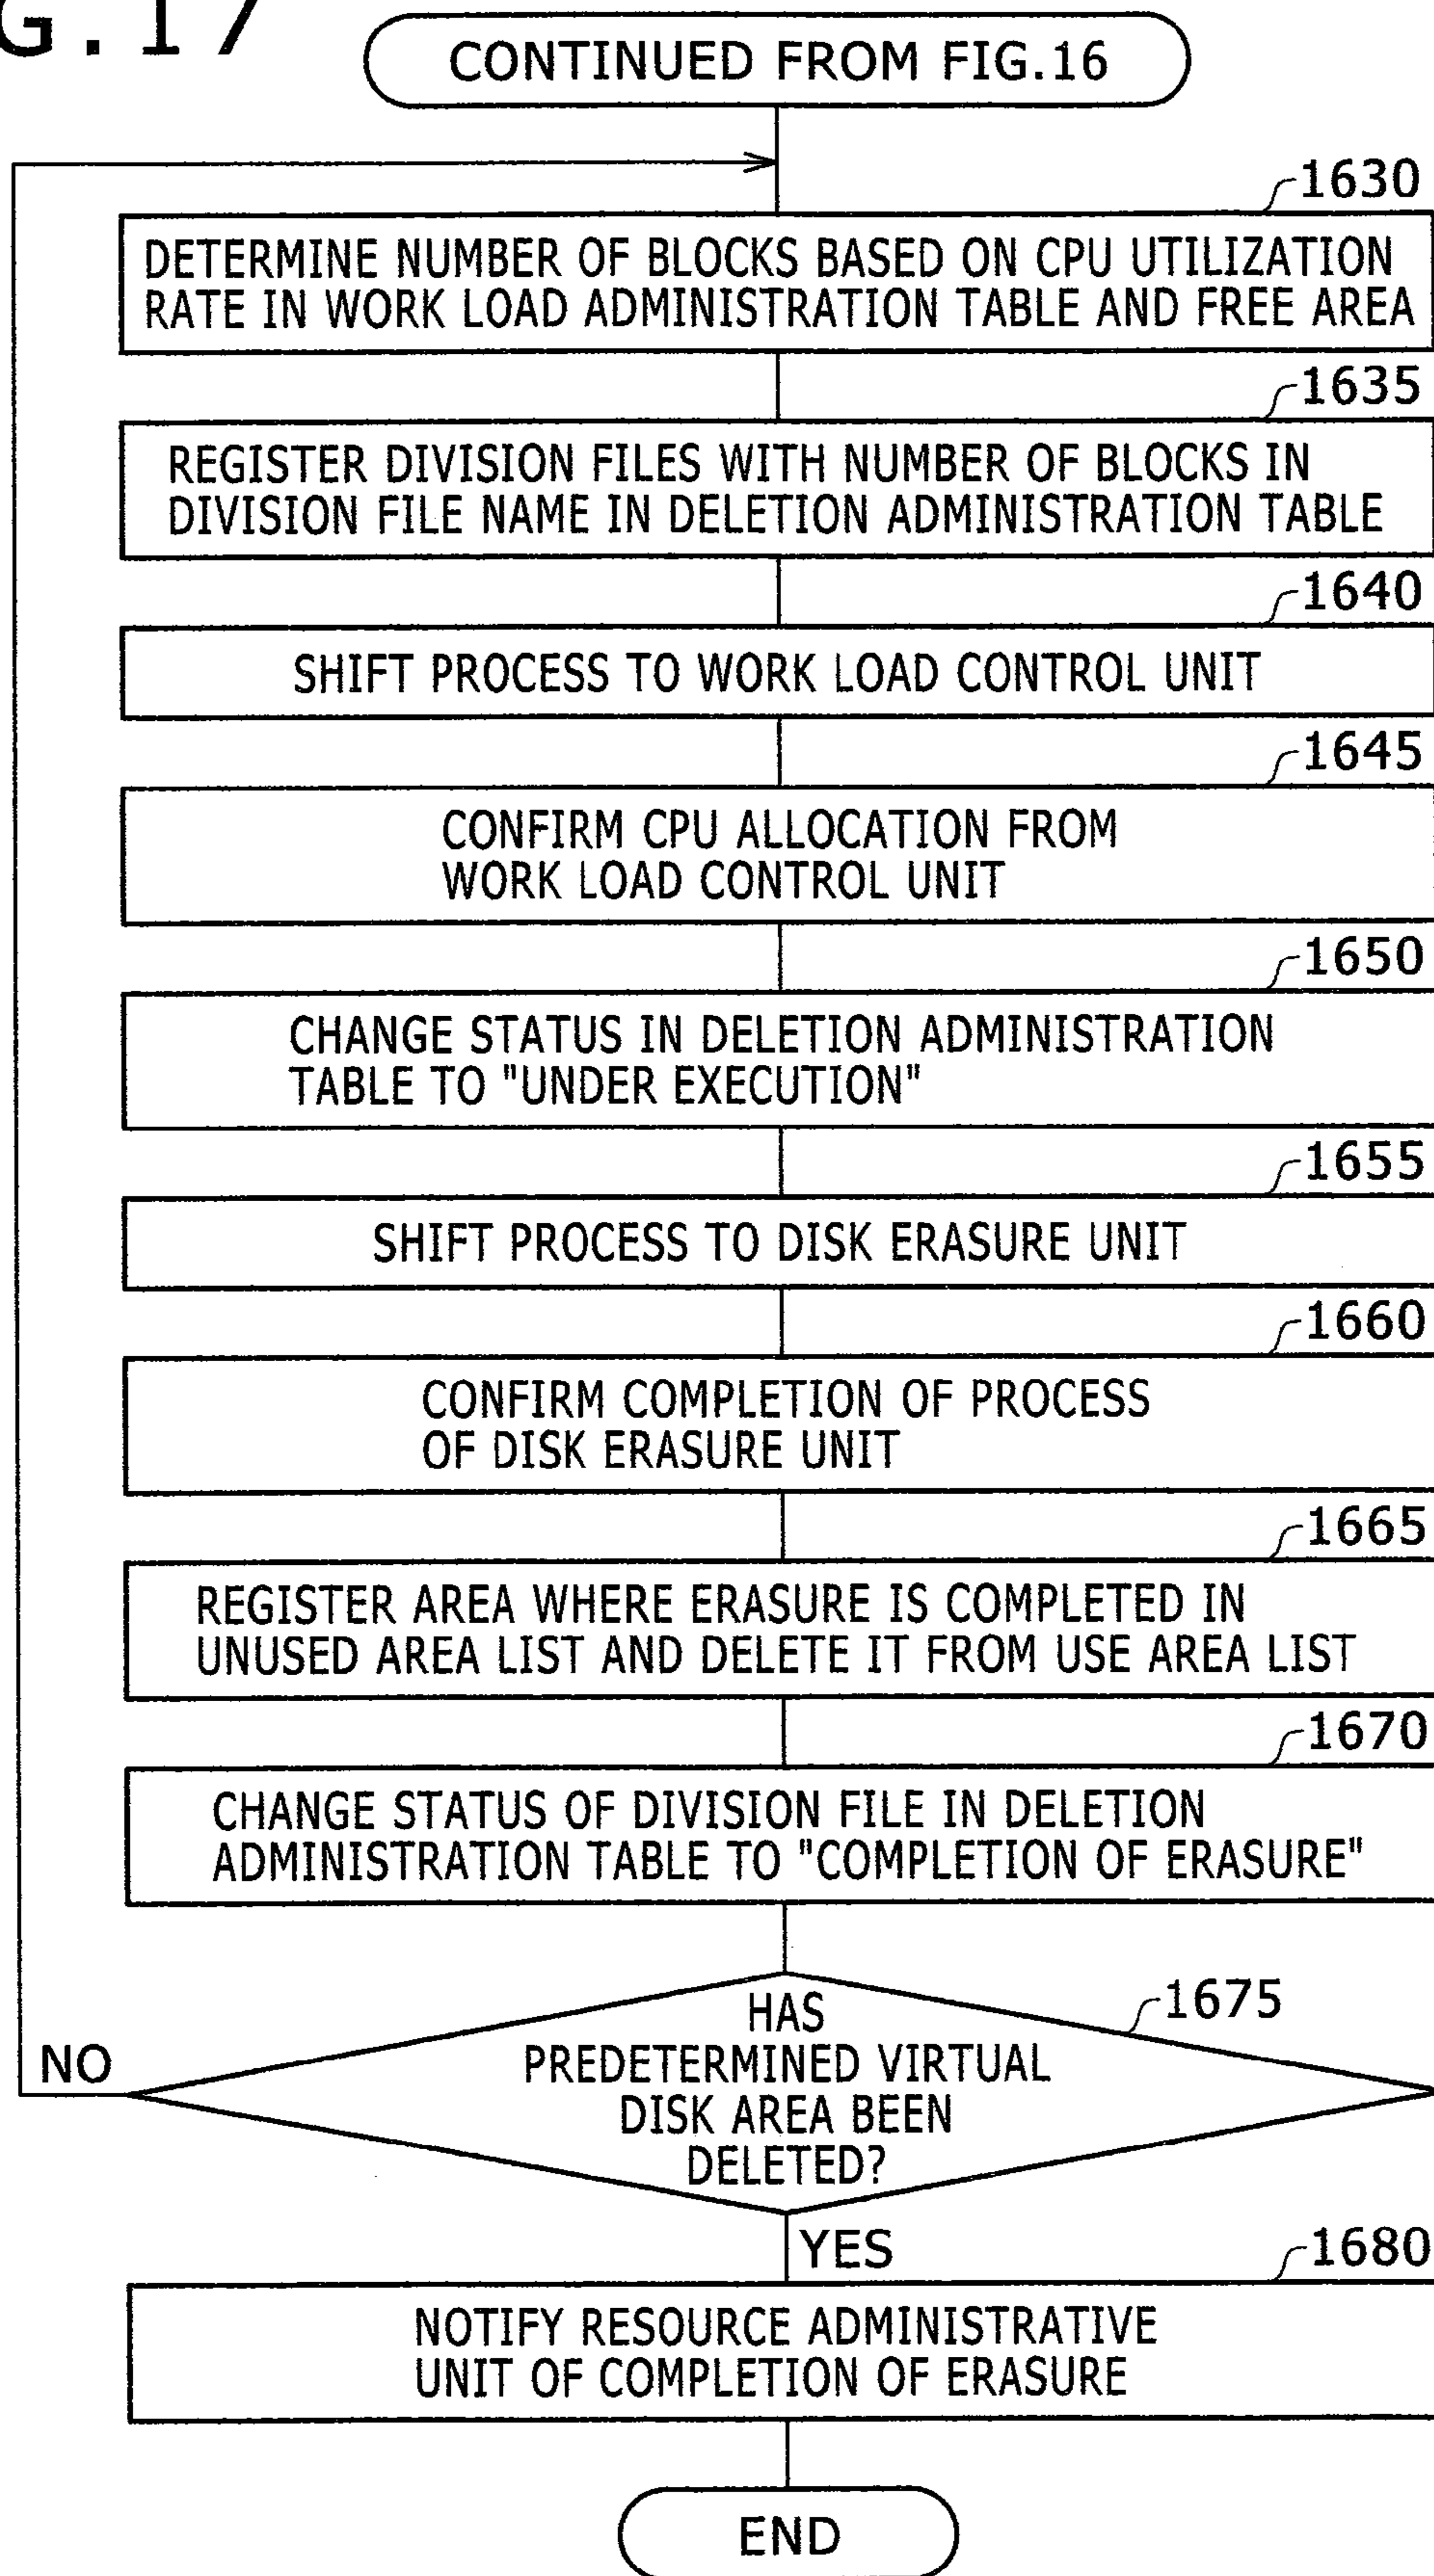 G.17
CONTINUED FROM FIG.16
1630
DETERMINE NUMBER OF BLOCKS BASED ON CPU UTILIZATION
RATE IN WORK LOAD ADMINISTRATION TABLE AND FREE AREA
1635
REGISTER DIVISION FILES WITH NUMBER OF BLOCKS IN
DIVISION FILE NAME IN DELETION ADMINISTRATION TABLE
1640
SHIFT PROCESS TO WORK LOAD CONTROL UNIT
1645
CONFIRM CPU ALLOCATION FROM
WORK LOAD CONTROL UNIT
1650
CHANGE STATUS IN DELETION ADMINISTRATION
TABLE TO "UNDER EXECUTION"
1655
SHIFT PROCESS TO DISK ERASURE UNIT
1660
CONFIRM COMPLETION OF PROCESS
OF DISK ERASURE UNIT
1665
REGISTER AREA WHERE ERASURE IS COMPLETED IN
UNUSED AREA LIST AND DELETE IT FROM USE AREA LIST
1670
CHANGE STATUS OF DIVISION FILE IN DELETION
ADMINISTRATION TABLE TO "COMPLETION OF ERASURE"
1675
HAS
PREDETERMINED VIRTUAL
DISK AREA BEEN
DELETED?
NO
YES
1680
NOTIFY RESOURCE ADMINISTRATIVE
UNIT OF COMPLETION OF ERASURE
END